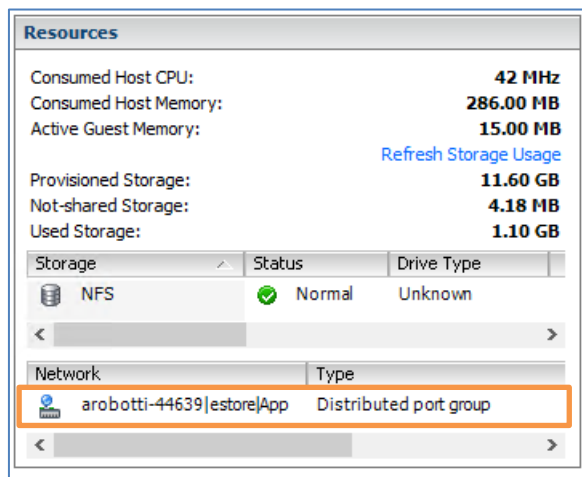 Resources
Consumed Host CPU: 42 MHz
Consumed Host Memory: 286.00 MB
Active Guest Memory: 15.00 MB
Refresh Storage Usage
Provisioned Storage: 11.60 GB
Not-shared Storage: 4.18 MB
Used Storage: 1.10 GB
Storage Status Drive Type
NFS Normal Unknown
Network Type
arobotti-44639|estore|App Distributed port group